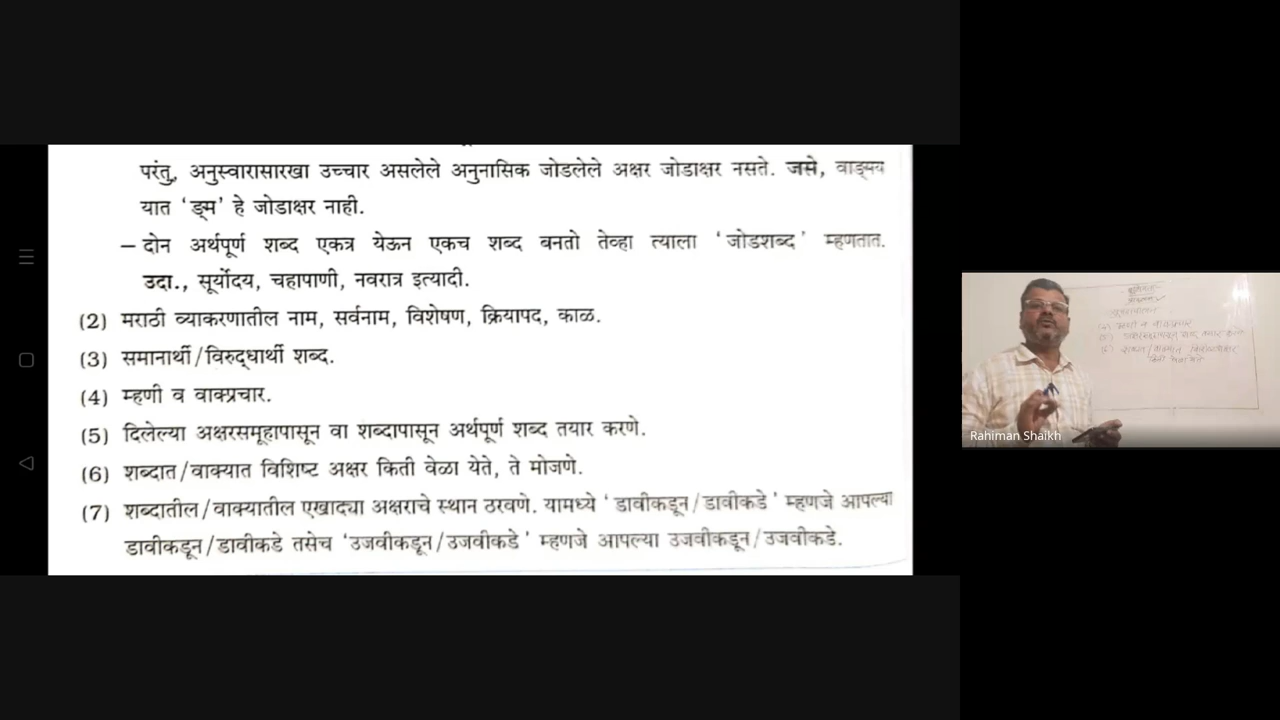 परंतु, अनुस्वारासारखा उच्चार असलेले अनुनासिक जोडलेले अक्षर जोडाक्षर नसते. जसे, वाङ्मय
यात ‘ङ्म’ हे जोडाक्षर नाही.
– दोन अर्थपूर्ण शब्द एकत्र येऊन एकच शब्द बनतो तेव्हा त्याला ‘जोडशब्द’ म्हणतात.
उदा., सूर्योदय, चहापाणी, नवरात्र इत्यादी.
(2) मराठी व्याकरणातील नाम, सर्वनाम, विशेषण, क्रियापद, काळ.
(3) समानार्थी/विरुद्धार्थी शब्द.
(4) म्हणी व वाक्प्रचार.
(5) दिलेल्या अक्षरसमूहापासून वा शब्दापासून अर्थपूर्ण शब्द तयार करणे.
(6) शब्दात/वाक्यात विशिष्ट अक्षर किती वेळा येते, ते मोजणे.
(7) शब्दातील/वाक्यातील एखाद्या अक्षराचे स्थान ठरवणे. यामध्ये ‘डावीकडून/डावीकडे’ म्हणजे आपल्या
डावीकडून/डावीकडे तसेच ‘उजवीकडून/उजवीकडे’ म्हणजे आपल्या उजवीकडून/उजवीकडे.
Rahiman Shaikh